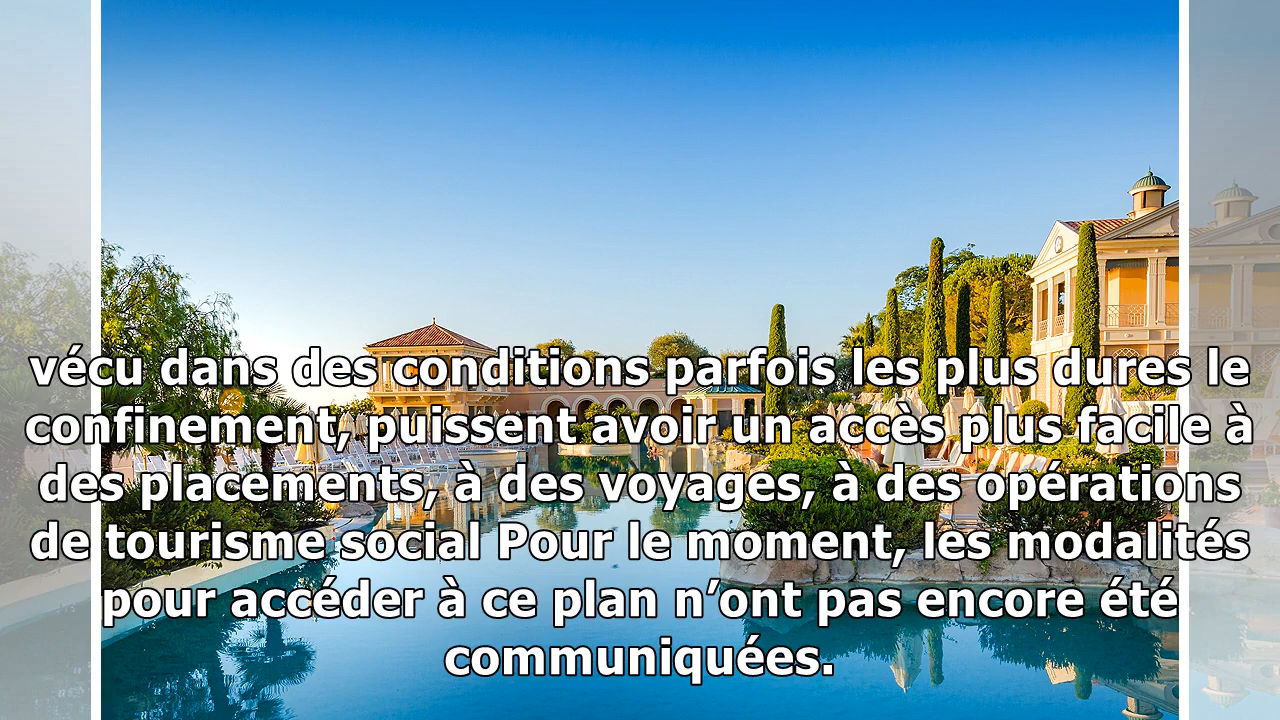 vécu dans des conditions parfois les plus dures le
confinement, puissent avoir un accès plus facile à
des placements, à des voyages, à des opérations
de tourisme social Pour le moment, les modalités
pour accéder à ce plan n’ont pas encore été
communiquées.